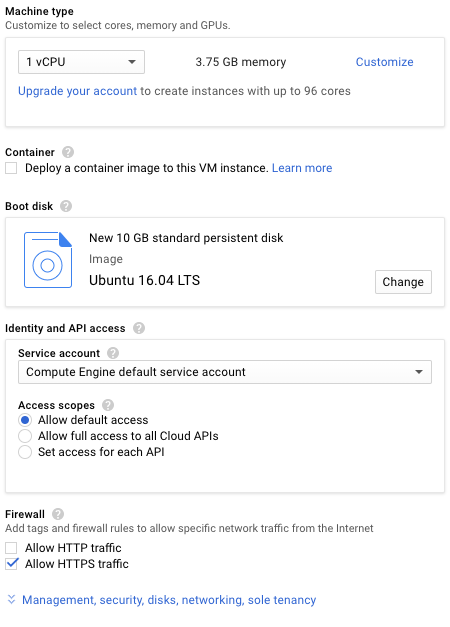 Machine type
Customize to select cores, memory and GPUs.
1 vCPU 3.75 GB memory Customize
Upgrade your account to create instances with up to 96 cores
Container ?
Deploy a container image to this VM instance. Learn more
Boot disk ?
New 10 GB standard persistent disk
Image
Ubuntu 16.04 LTS
Change
Identity and API access ?
Service account ?
Compute Engine default service account
Access scopes ?
Allow default access
Allow full access to all Cloud APIs
Set access for each API
Firewall ?
Add tags and firewall rules to allow specific network traffic from the Internet
Allow HTTP traffic
Allow HTTPS traffic
Management, security, disks, networking, sole tenancy